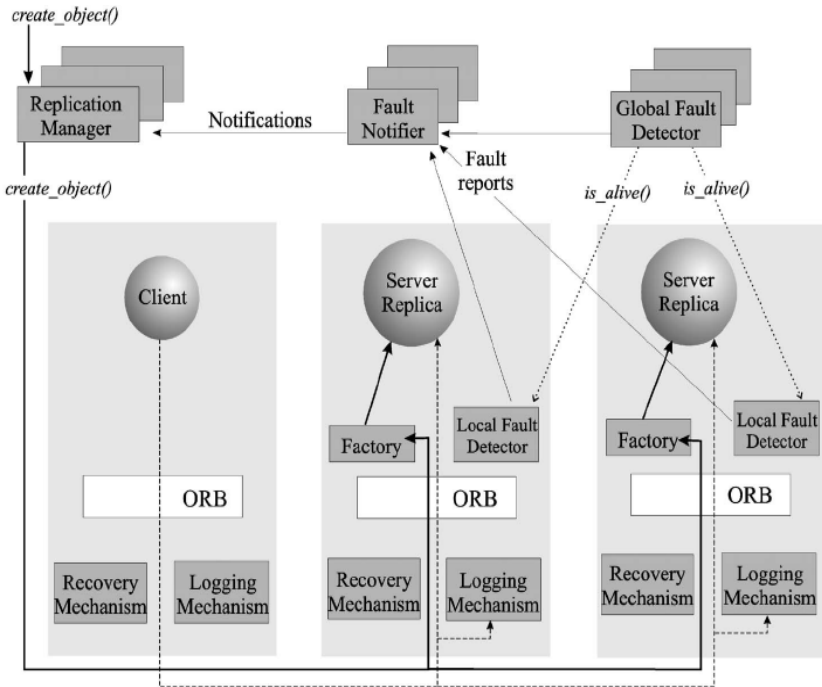 create_object()
Replication
Manager
Notifications
Fault
Notifier
Global Fault
Detector
create_object()
Fault
reports
is_alive()
is_alive()
Client
Server
Replica
Server
Replica
Factory
Local Fault
Detector
Factory
Local Fault
Detector
ORB
ORB
ORB
Recovery
Mechanism
Logging
Mechanism
Recovery
Mechanism
Logging
Mechanism
Recovery
Mechanism
Logging
Mechanism